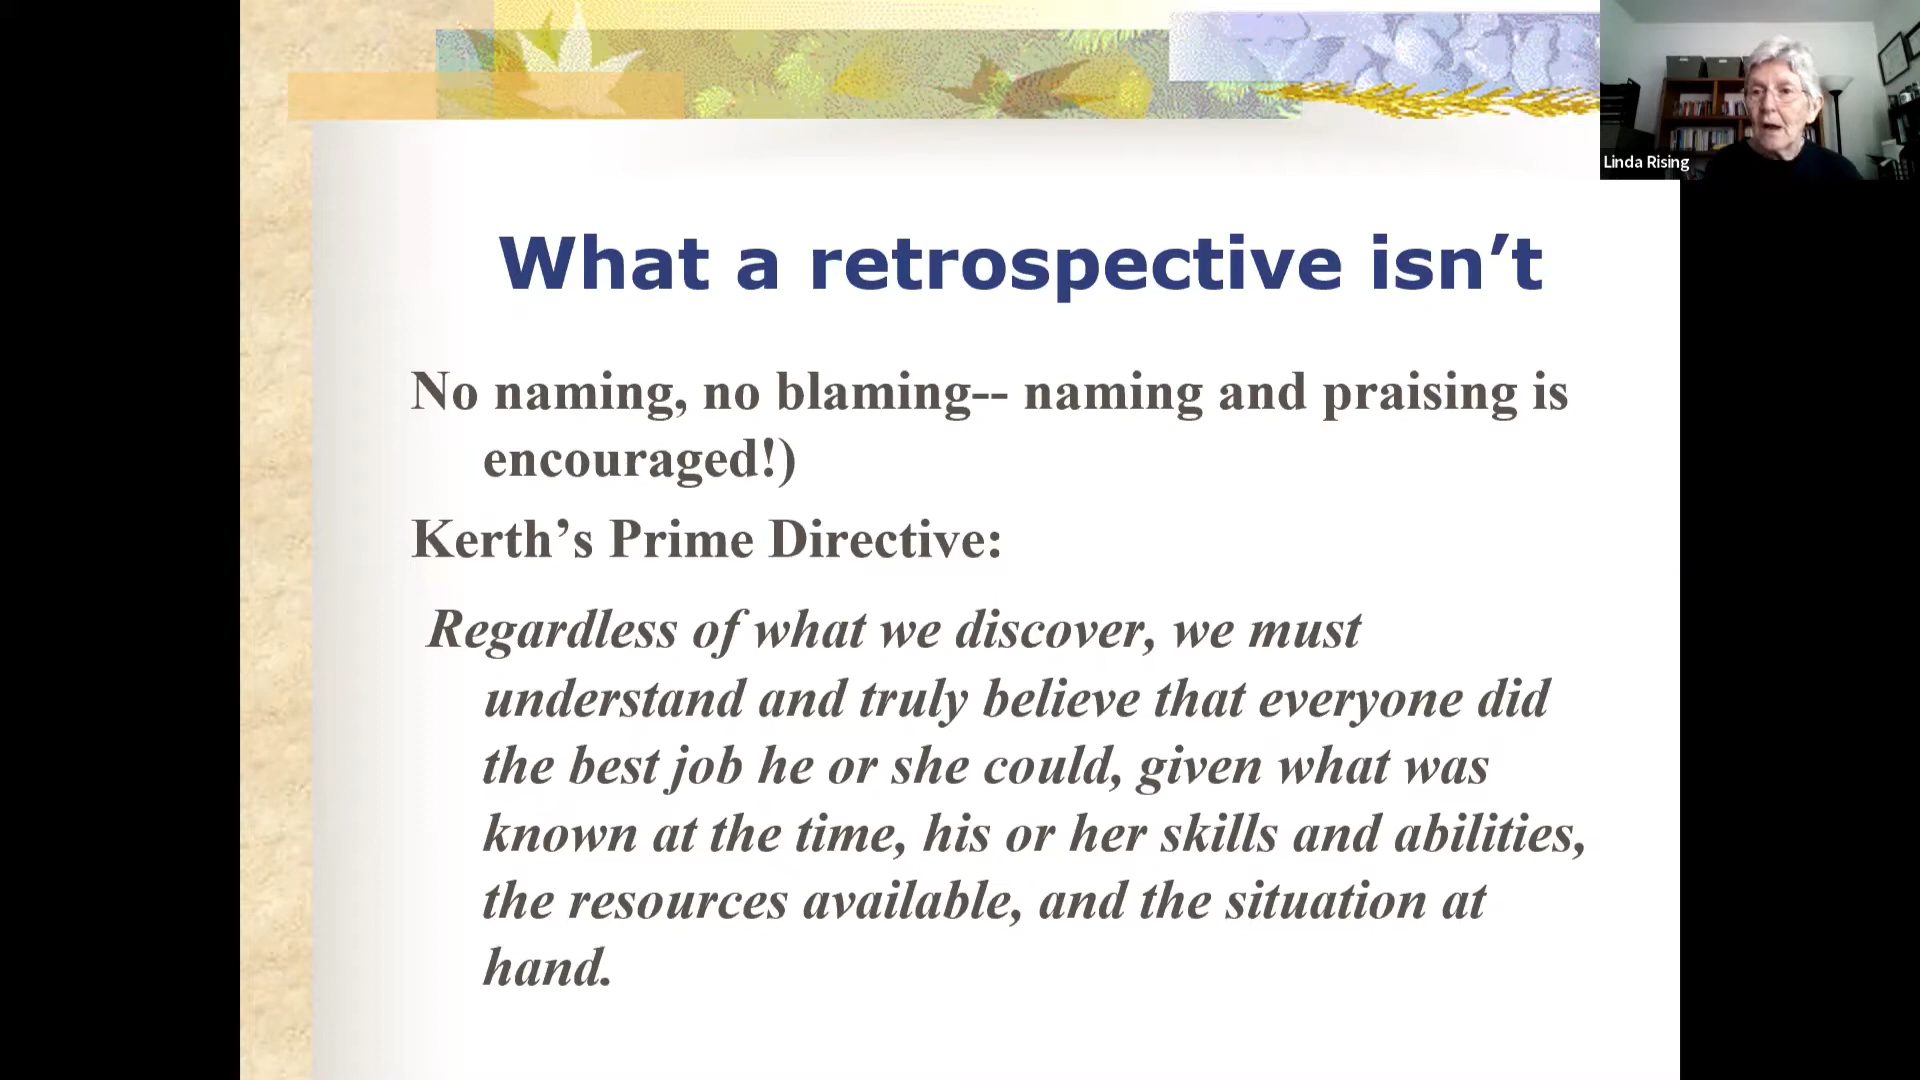 Linda Rising
What a retrospective isn’t
No naming, no blaming-- naming and praising is
encouraged!)
Kerth’s Prime Directive:
Regardless of what we discover, we must
understand and truly believe that everyone did
the best job he or she could, given what was
known at the time, his or her skills and abilities,
the resources available, and the situation at
hand.